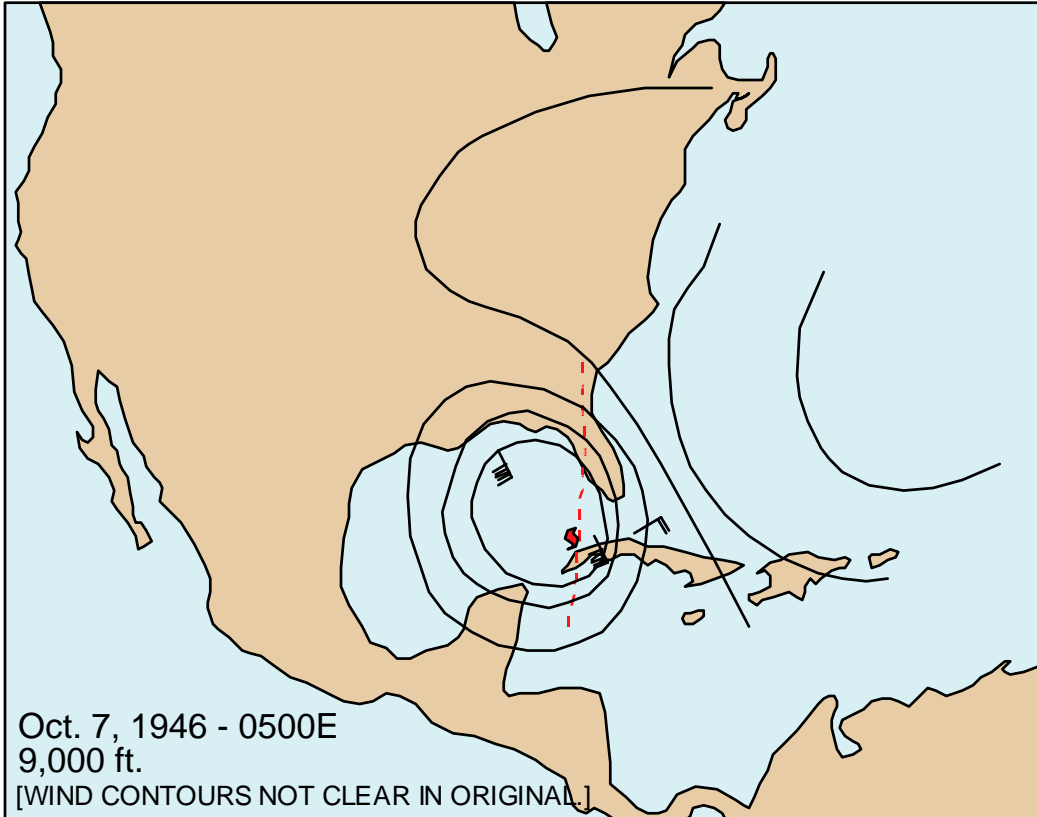 Oct. 7, 1946 - 0500E
9,000 ft.
[WIND CONTOURS NOT CLEAR IN ORIGINAL.]